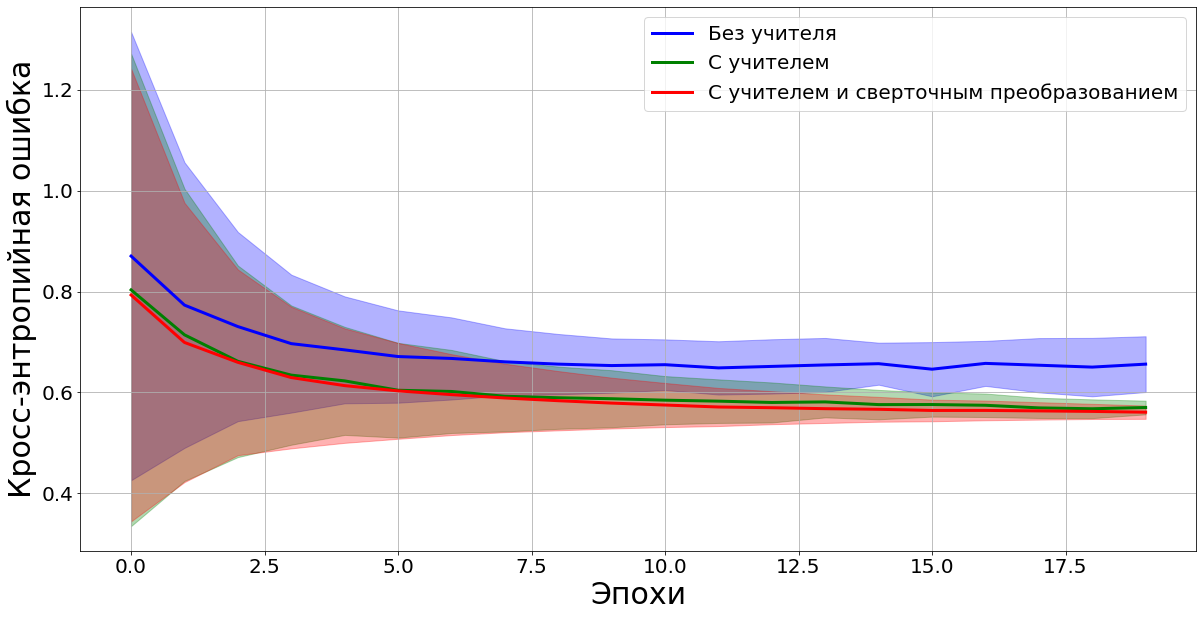 Без учителя
С учителем
С учителем и сверточным преобразованием
Кросс-энтропийная ошибка
1.2
1.0
0.8
0.6
0.4
0.0 2.5 5.0 7.5 10.0 12.5 15.0 17.5
Эпохи